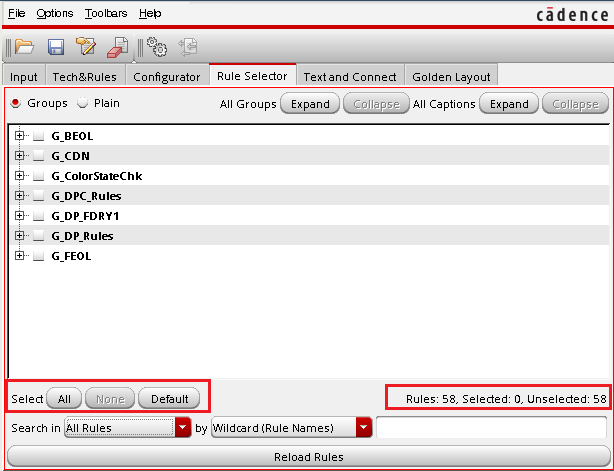 File Options Toolbars Help
cādence
Input Tech&Rules Configurator Rule Selector Text and Connect Golden Layout
Groups Plain All Groups Expand Collapse All Captions Expand Collapse
G_BEOL
G_CDN
G_ColorStateChk
G_DPC_Rules
G_DP_FDRY1
G_DP_Rules
G_FEOL
Select All None Default Rules: 58, Selected: 0, Unselected: 58
Search in All Rules by Wildcard (Rule Names)
Reload Rules